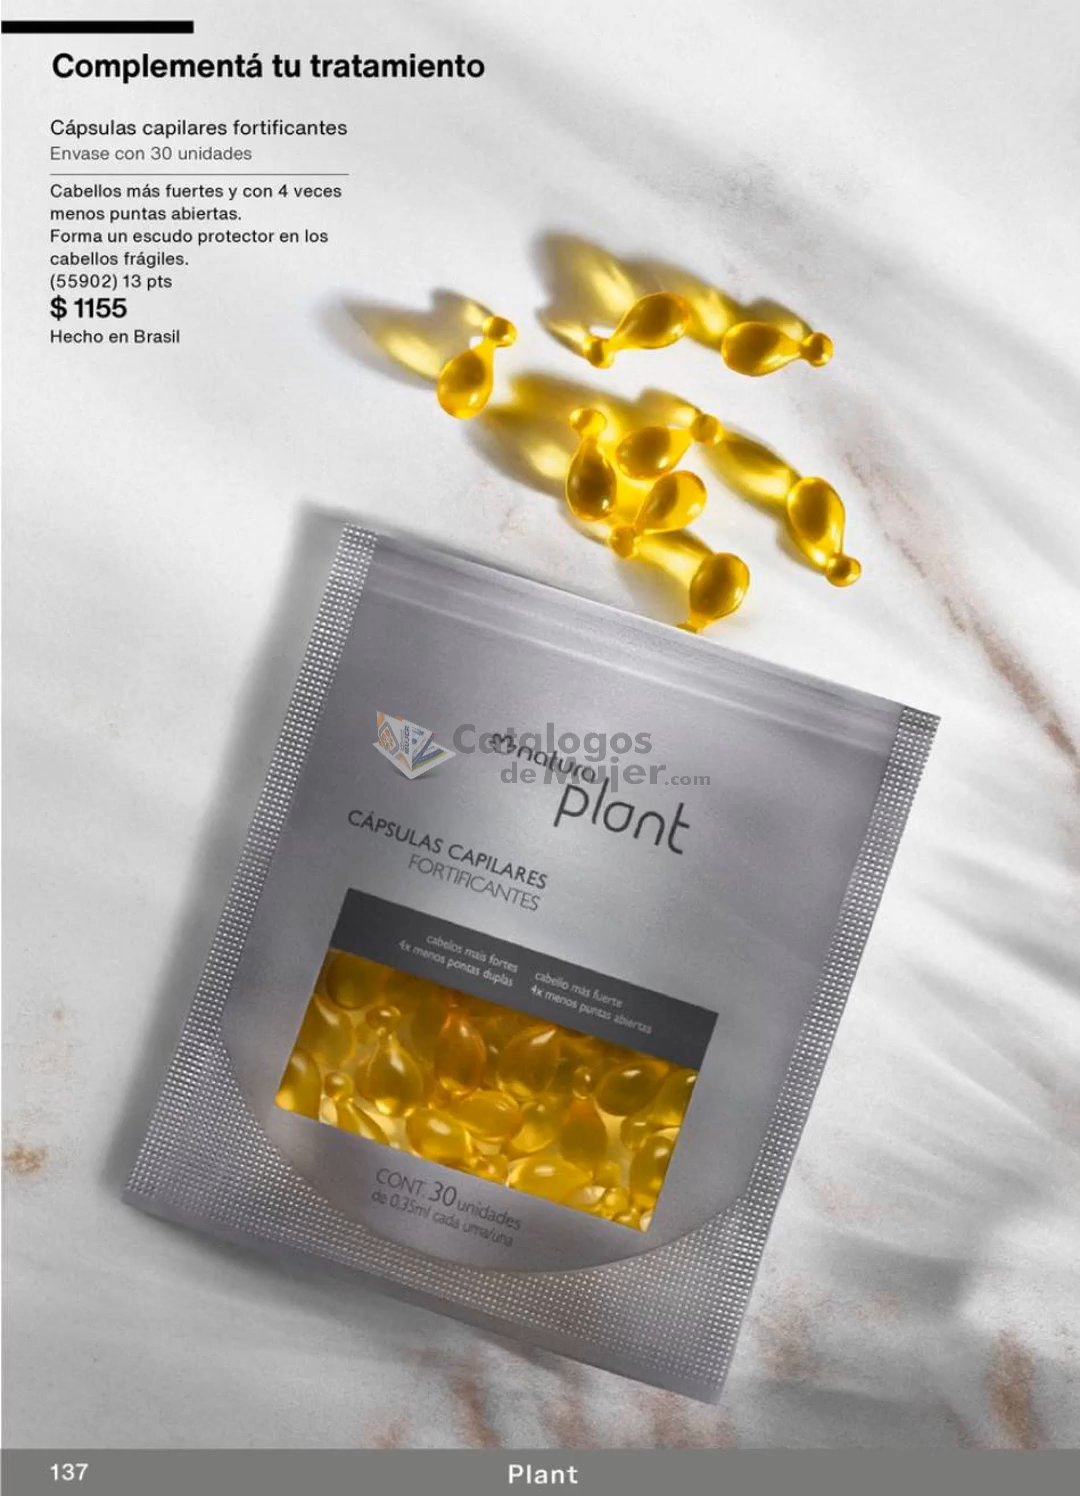 Complementá tu tratamiento
Cápsulas capilares fortificantes
Envase con 30 unidades
Cabellos más fuertes y con 4 veces
menos puntas abiertas.
Forma un escudo protector en los
cabellos frágiles.
(55902) 13 pts
$ 1155
Hecho en Brasil
Catalogos
de Mujer.com
natura
plant
CÁPSULAS CAPILARES
FORTIFICANTES
cabelos mais fortes
4x menos pontas duplas
cabello más fuerte
4x menos puntas abiertas
CONT. 30 unidades
de 0,35ml cada uma/una
137
Plant